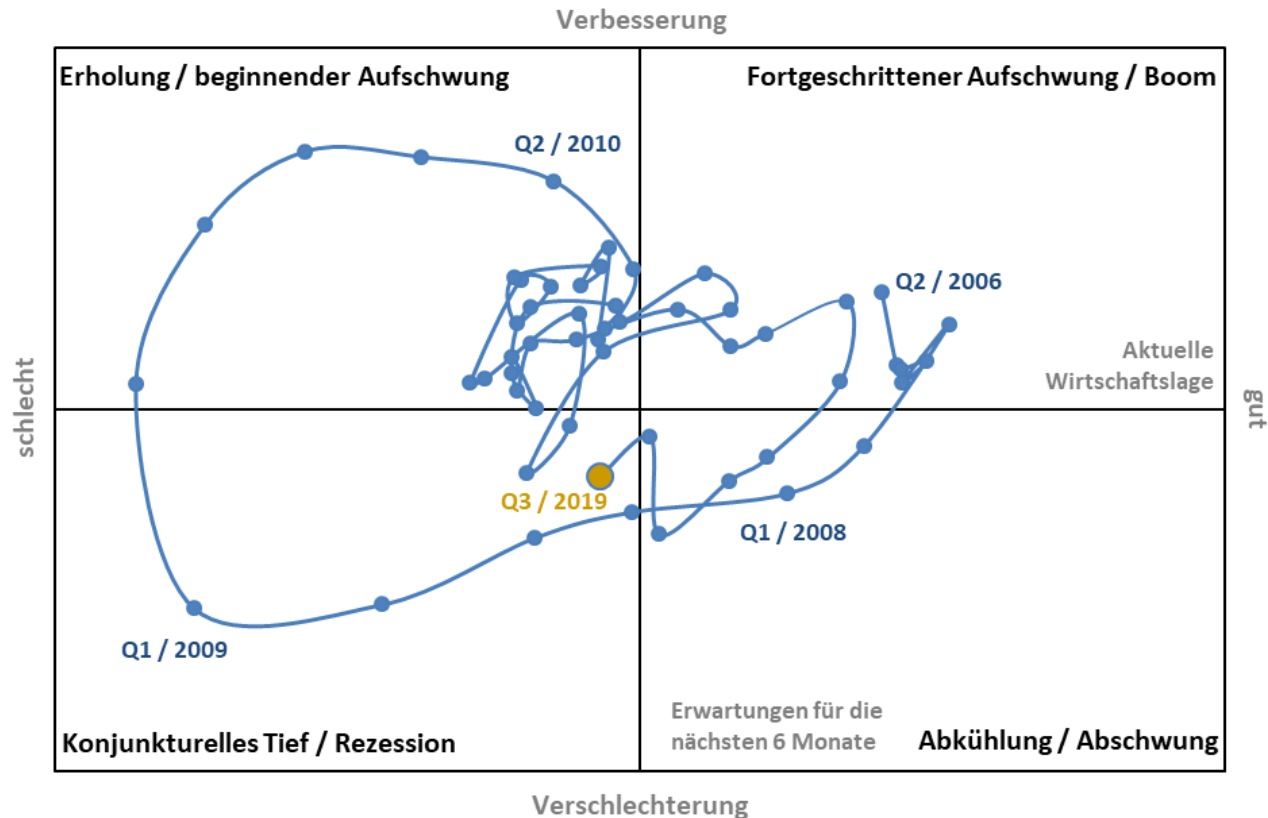 Verbesserung
Erholung / beginnender Aufschwung
Fortgeschrittener Aufschwung / Boom
Q2 / 2010
Q2 / 2006
Aktuelle
Wirtschaftslage
schlecht
gut
Q3 / 2019
Q1 / 2008
Q1 / 2009
Erwartungen für die
nächsten 6 Monate
Konjunkturelles Tief / Rezession
Abkühlung / Abschwung
Verschlechterung